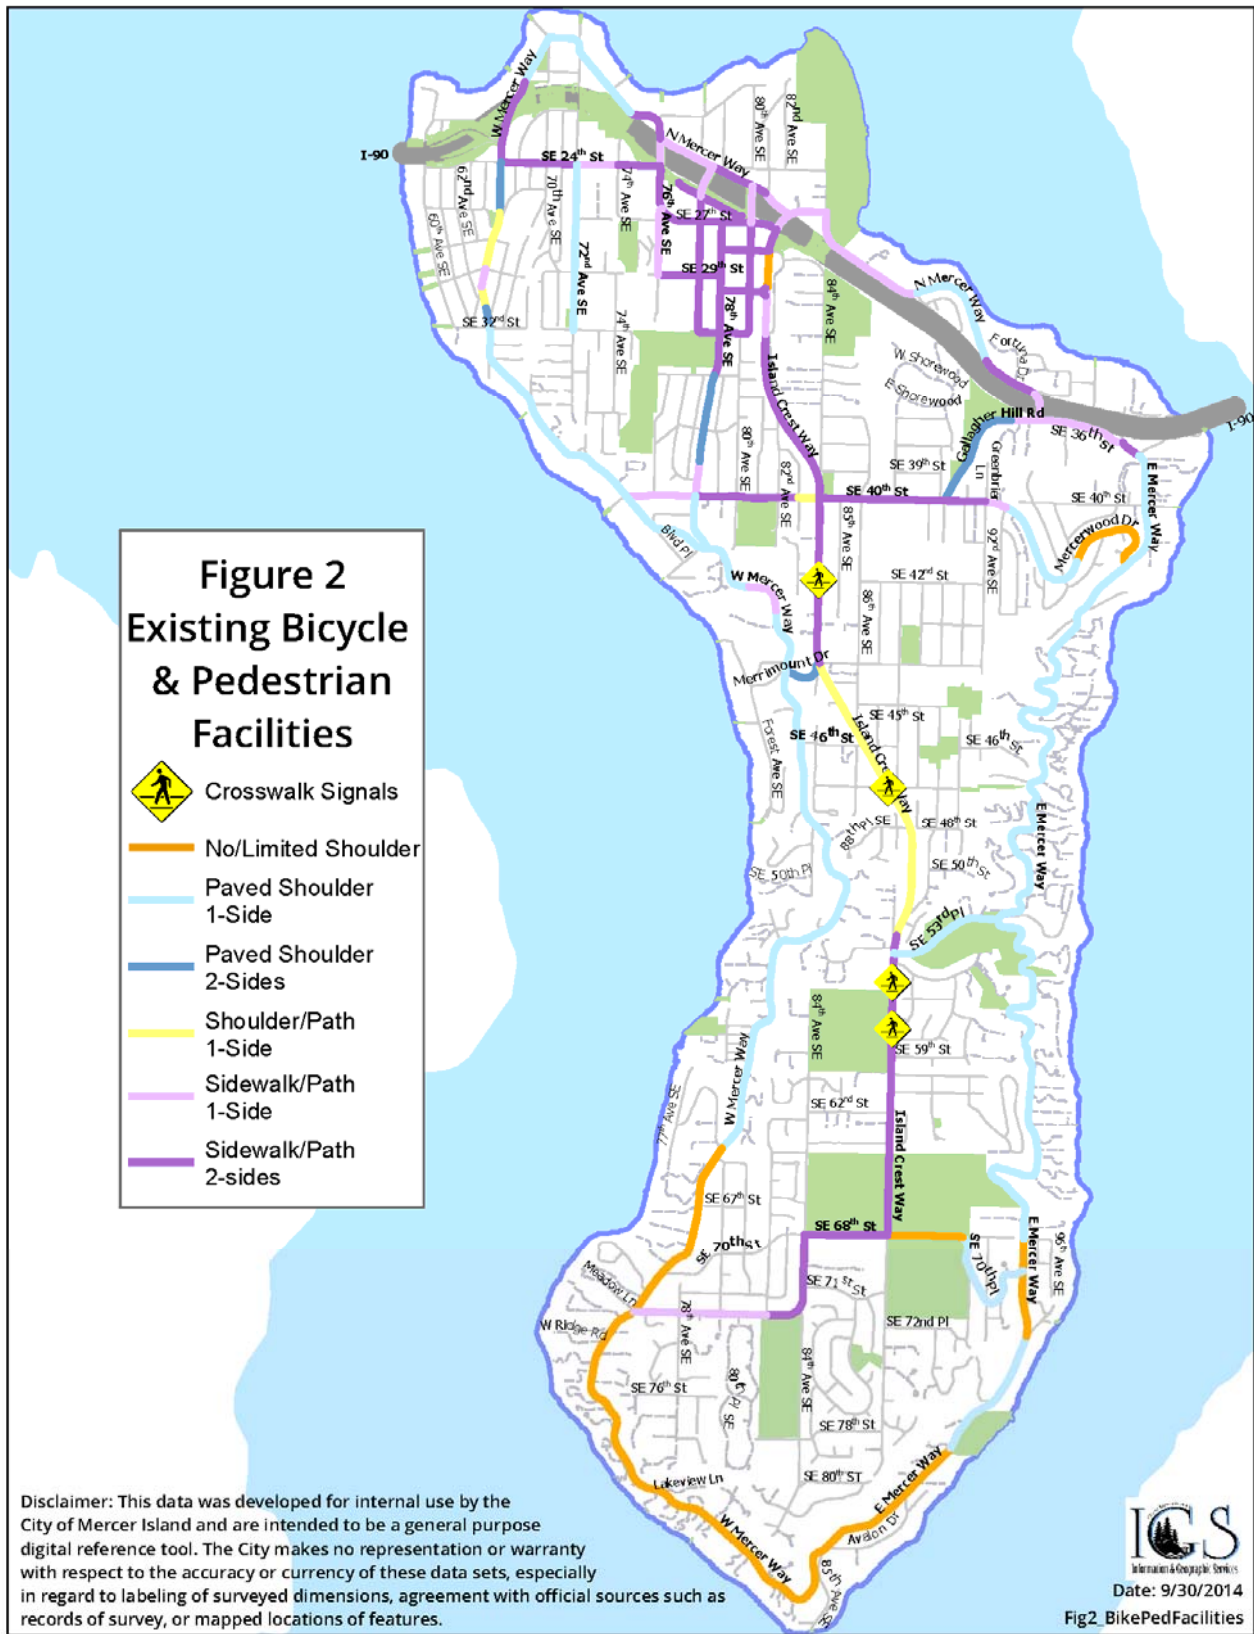 W Mercer Way
I-90
SE 24th St
N Mercer Way
80th Ave SE
82nd Ave SE
62nd Ave SE
60th Ave SE
70th Ave SE
72nd Ave SE
74th Ave SE
76th Ave SE
SE 27th St
SE 29th St
78th Ave SE
SE 32nd St
74th Ave SE
84th Ave SE
N Mercer Way
W Shorewood
E Shorewood
Fortuna Dr
I-90
Island Crest Way
Gallagher Hill Rd
SE 36th St
80th Ave SE
82nd Ave SE
SE 39th St
Greenbrier Ln
SE 40th St
SE 40th St
E Mercer Way
85th Ave SE
92nd Ave SE
Mercerwood Dr
Blvd Pl
W Mercer Way
SE 42nd St
86th Ave SE
Merrimount Dr
Forest Ave SE
SE 46th St
Island Crest Way
SE 45th St
SE 46th St
88th Pl SE
SE 48th St
E Mercer Way
SE 50th Pl
SE 50th St
SE 53rd Pl
84th Ave SE
SE 59th St
W Mercer Way
77th Ave SE
SE 62nd St
Island Crest Way
SE 67th St
SE 68th St
SE 70th St
SE 70th Pl
E Mercer Way
96th Ave SE
Meadow Ln
SE 71st St
W Ridge Rd
78th Ave SE
SE 72nd Pl
84th Ave SE
SE 76th St
80th Pl SE
SE 78th St
Lakeview Ln
SE 80th ST
E Mercer Way
Avalon Dr
W Mercer Way
85th Ave SE
Figure 2
Existing Bicycle
& Pedestrian
Facilities
Crosswalk Signals
No/Limited Shoulder
Paved Shoulder
1-Side
Paved Shoulder
2-Sides
Shoulder/Path
1-Side
Sidewalk/Path
1-Side
Sidewalk/Path
2-sides
Disclaimer: This data was developed for internal use by the
City of Mercer Island and are intended to be a general purpose
digital reference tool. The City makes no representation or warranty
with respect to the accuracy or currency of these data sets, especially
in regard to labeling of surveyed dimensions, agreement with official sources such as
records of survey, or mapped locations of features.
IGS
Information & Geographic Services
Date: 9/30/2014
Fig2_BikePedFacilities